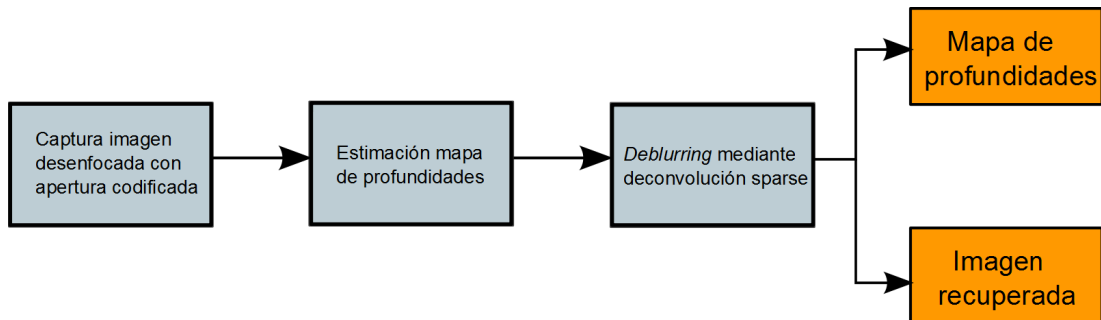 Captura imagen
desenfocada con
apertura codificada
Estimación mapa
de profundidades
Deblurring mediante
deconvolución sparse
Mapa de
profundidades
Imagen
recuperada